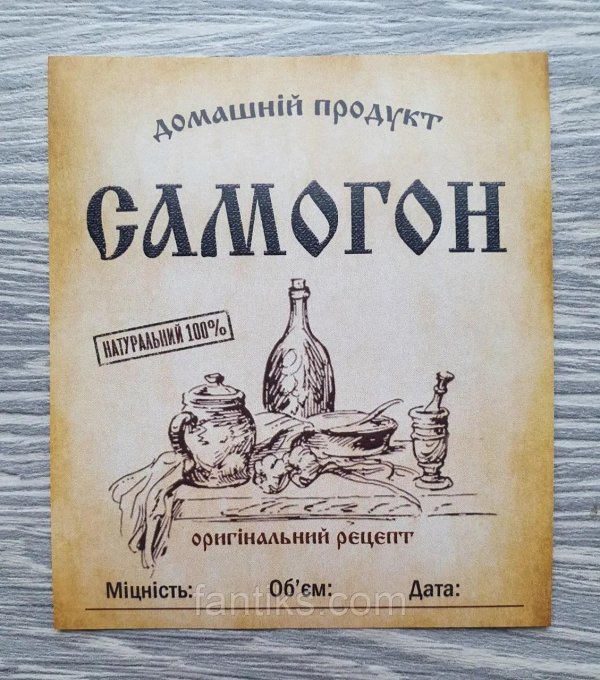 домашній продукт
САМОГОН
НАТУРАЛЬНИЙ 100%
оригінальний рецепт
Міцність: Об'єм: Дата:
fantiks.com